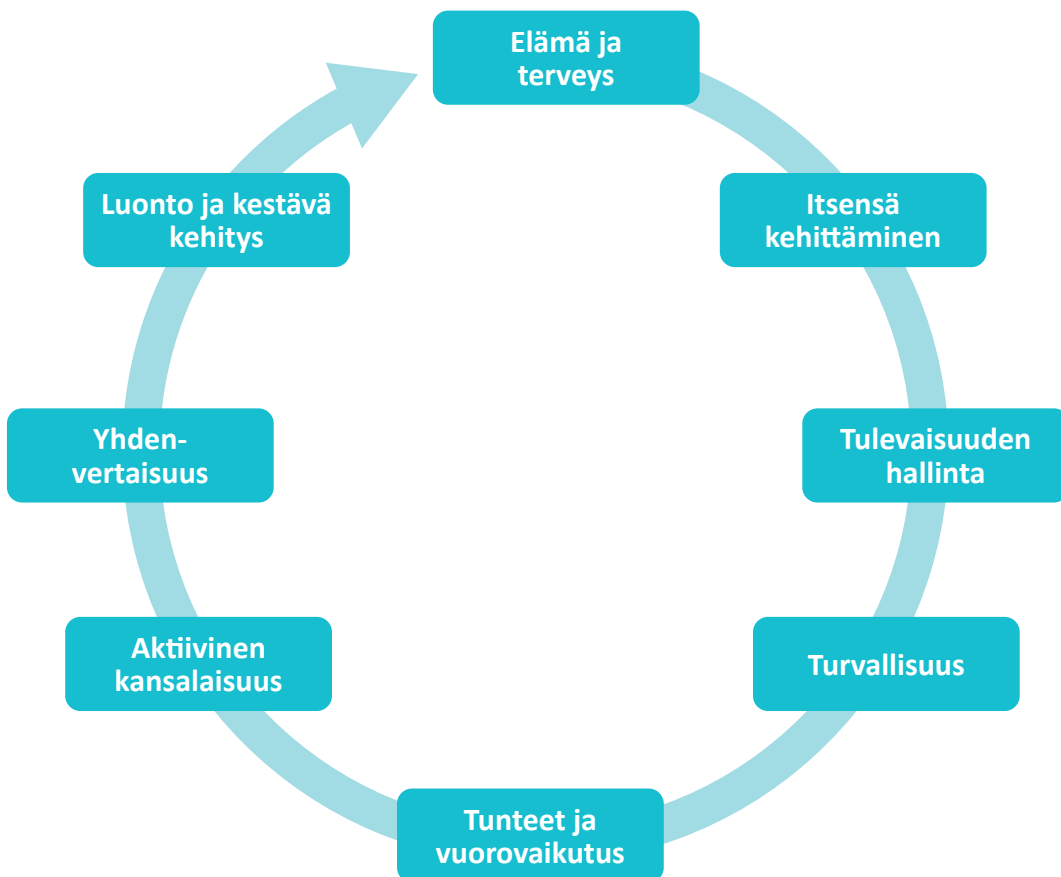 Elämä ja
terveys
Itsensä
kehittäminen
Tulevaisuuden
hallinta
Turvallisuus
Tunteet ja
vuorovaikutus
Aktiivinen
kansalaisuus
Yhden-
vertaisuus
Luonto ja kestävä
kehitys